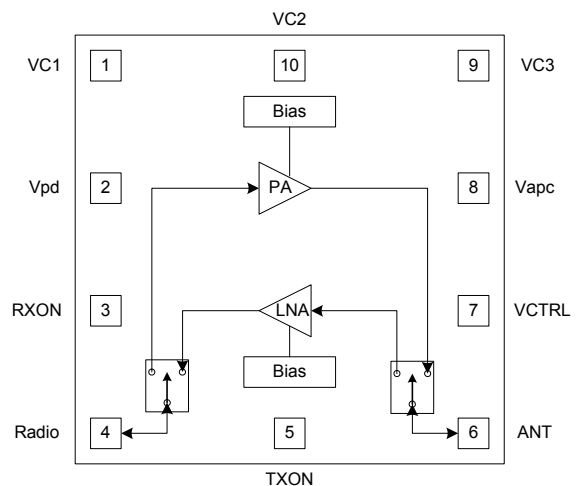 VC2
VC1 1 10 9 VC3
Bias
Vpd 2 PA 8 Vapc
RXON 3 LNA 7 VCTRL
Bias
Radio 4 5 6 ANT
TXON